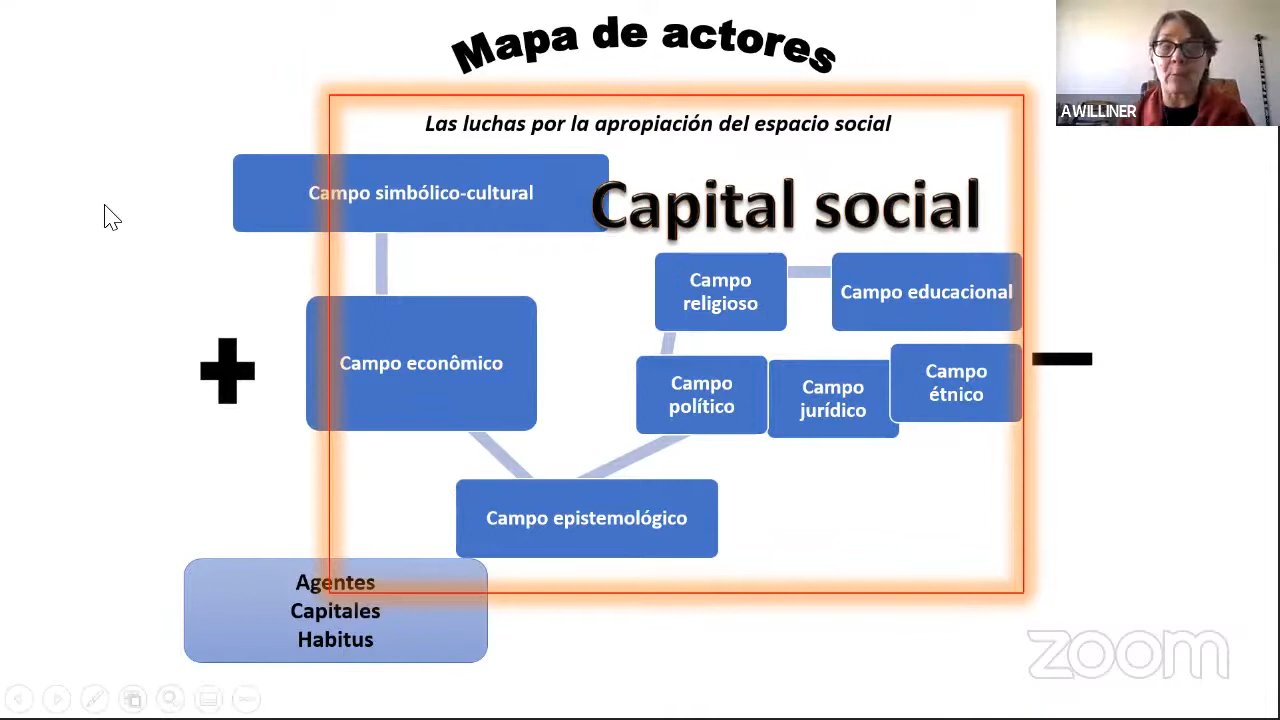 Mapa de actores
AWILLINER
Las luchas por la apropiación del espacio social
Campo simbólico-cultural
Capital social
Campo
religioso
Campo educacional
Campo econômico
Campo
político
Campo
jurídico
Campo
étnico
+
−
Campo epistemológico
Agentes
Capitales
Habitus
zoom